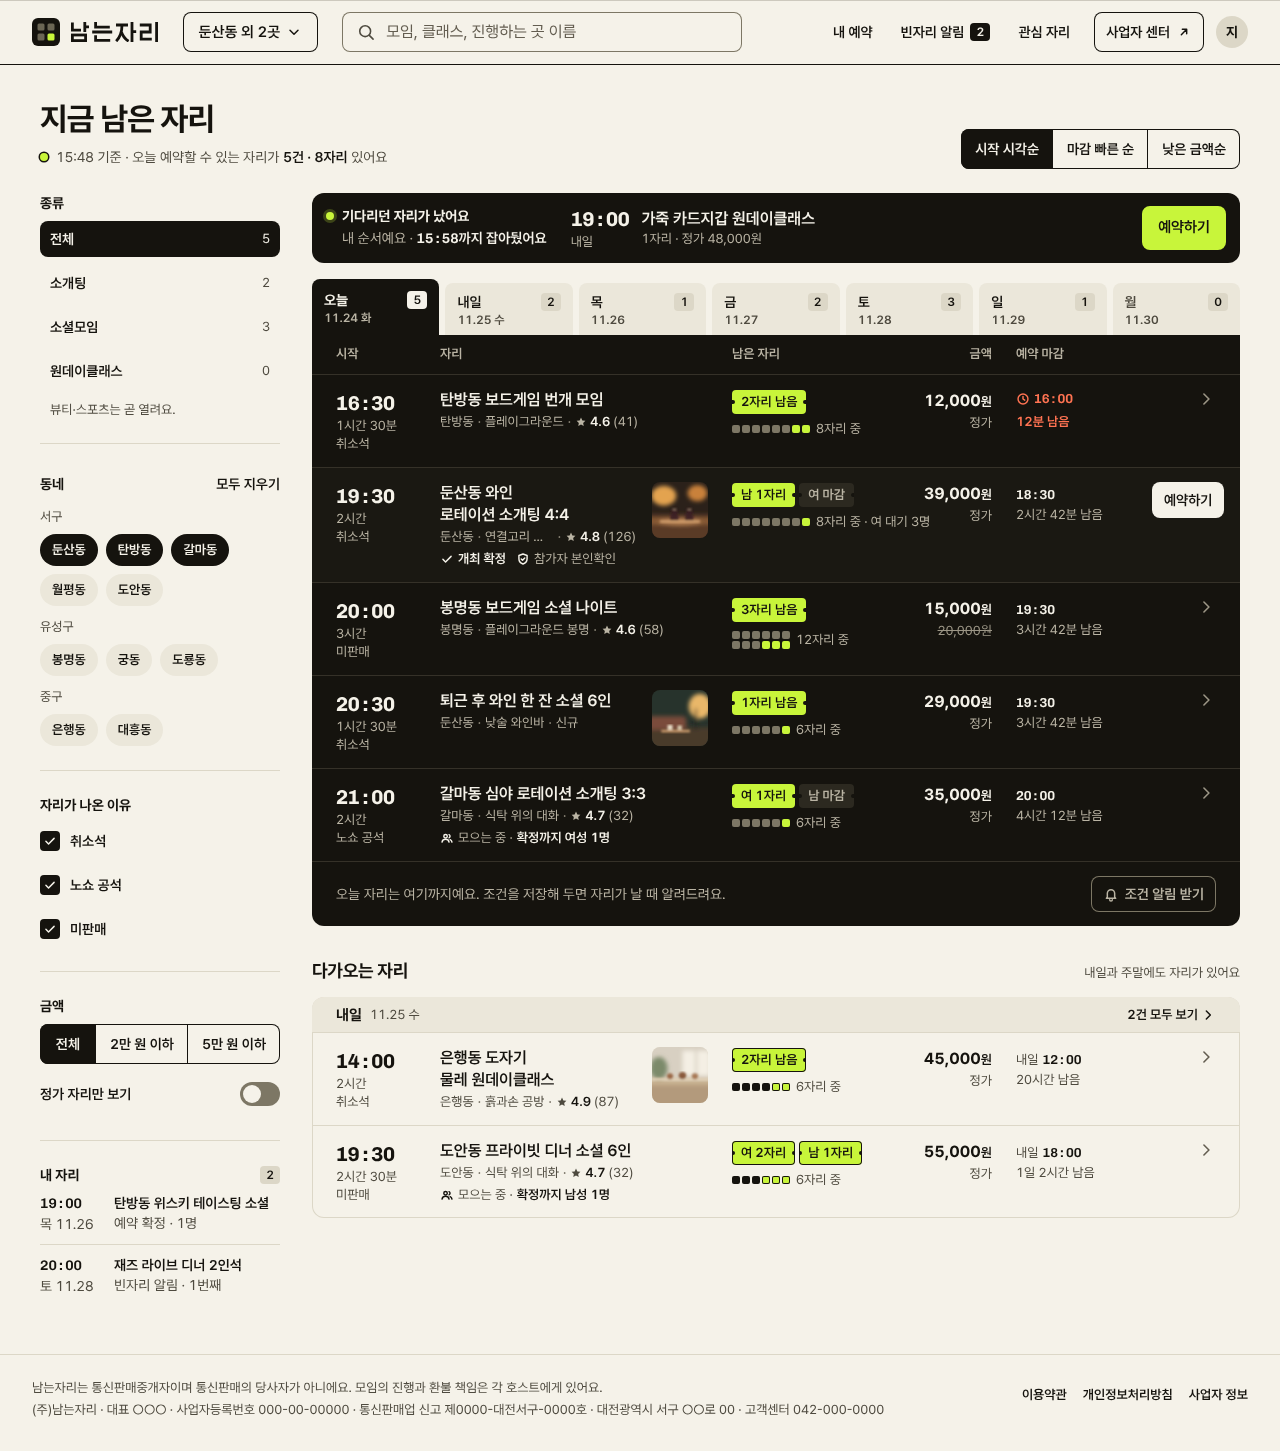 남는자리
둔산동 외 2곳
모임, 클래스, 진행하는 곳 이름
내 예약
빈자리 알림 2
관심 자리
사업자 센터
지
지금 남은 자리
15:48 기준 · 오늘 예약할 수 있는 자리가 5건 · 8자리 있어요
시작 시각순
마감 빠른 순
낮은 금액순
종류
전체 5
소개팅 2
소셜모임 3
원데이클래스 0
뷰티·스포츠는 곧 열려요.
동네 모두 지우기
서구
둔산동 탄방동 갈마동
월평동 도안동
유성구
봉명동 궁동 도룡동
중구
은행동 대흥동
자리가 나온 이유
취소석
노쇼 공석
미판매
금액
전체 2만 원 이하 5만 원 이하
정가 자리만 보기
내 자리 2
19:00 탄방동 위스키 테이스팅 소셜
목 11.26 예약 확정 · 1명
20:00 재즈 라이브 디너 2인석
토 11.28 빈자리 알림 · 1번째
기다리던 자리가 났어요
내 순서예요 · 15:58까지 잡아뒀어요
19:00 가죽 카드지갑 원데이클래스
내일 1자리 · 정가 48,000원
예약하기
오늘 5
11.24 화
내일 2
11.25 수
목 1
11.26
금 2
11.27
토 3
11.28
일 1
11.29
월 0
11.30
시작 자리 남은 자리 금액 예약 마감
16:30 탄방동 보드게임 번개 모임 2자리 남음 12,000원 16:00
1시간 30분 탄방동 · 플레이그라운드 · ★ 4.6 (41) 8자리 중 정가 12분 남음
취소석
19:30 둔산동 와인 남 1자리 여 마감 39,000원 18:30 예약하기
로테이션 소개팅 4:4
2시간 8자리 중 · 여 대기 3명 정가 2시간 42분 남음
취소석 둔산동 · 연결고리 ... · ★ 4.8 (126)
개최 확정 참가자 본인확인
20:00 봉명동 보드게임 소셜 나이트 3자리 남음 15,000원 19:30
3시간 봉명동 · 플레이그라운드 봉명 · ★ 4.6 (58) 12자리 중 20,000원 3시간 42분 남음
미판매
20:30 퇴근 후 와인 한 잔 소셜 6인 1자리 남음 29,000원 19:30
1시간 30분 둔산동 · 낮술 와인바 · 신규 6자리 중 정가 3시간 42분 남음
취소석
21:00 갈마동 심야 로테이션 소개팅 3:3 여 1자리 남 마감 35,000원 20:00
2시간 갈마동 · 식탁 위의 대화 · ★ 4.7 (32) 6자리 중 정가 4시간 12분 남음
노쇼 공석 모으는 중 · 확정까지 여성 1명
오늘 자리는 여기까지예요. 조건을 저장해 두면 자리가 날 때 알려드려요.
조건 알림 받기
다가오는 자리 내일과 주말에도 자리가 있어요
내일 11.25 수 2건 모두 보기
14:00 은행동 도자기 2자리 남음 45,000원 내일 12:00
물레 원데이클래스
2시간 6자리 중 정가 20시간 남음
취소석 은행동 · 흙과손 공방 · ★ 4.9 (87)
19:30 도안동 프라이빗 디너 소셜 6인 여 2자리 남 1자리 55,000원 내일 18:00
2시간 30분 도안동 · 식탁 위의 대화 · ★ 4.7 (32) 6자리 중 정가 1일 2시간 남음
미판매 모으는 중 · 확정까지 남성 1명
남는자리는 통신판매중개자이며 통신판매의 당사자가 아니에요. 모임의 진행과 환불 책임은 각 호스트에게 있어요.
(주)남는자리 · 대표 ○○○ · 사업자등록번호 000-00-00000 · 통신판매업 신고 제0000-대전서구-0000호 · 대전광역시 서구 ○○로 00 · 고객센터 042-000-0000
이용약관 개인정보처리방침 사업자 정보